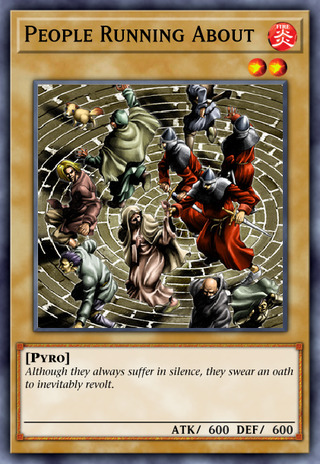 People Running About
FIRE
炎
[Pyro]
Although they always suffer in silence, they swear an oath
to inevitably revolt.
ATK/ 600 DEF/ 600